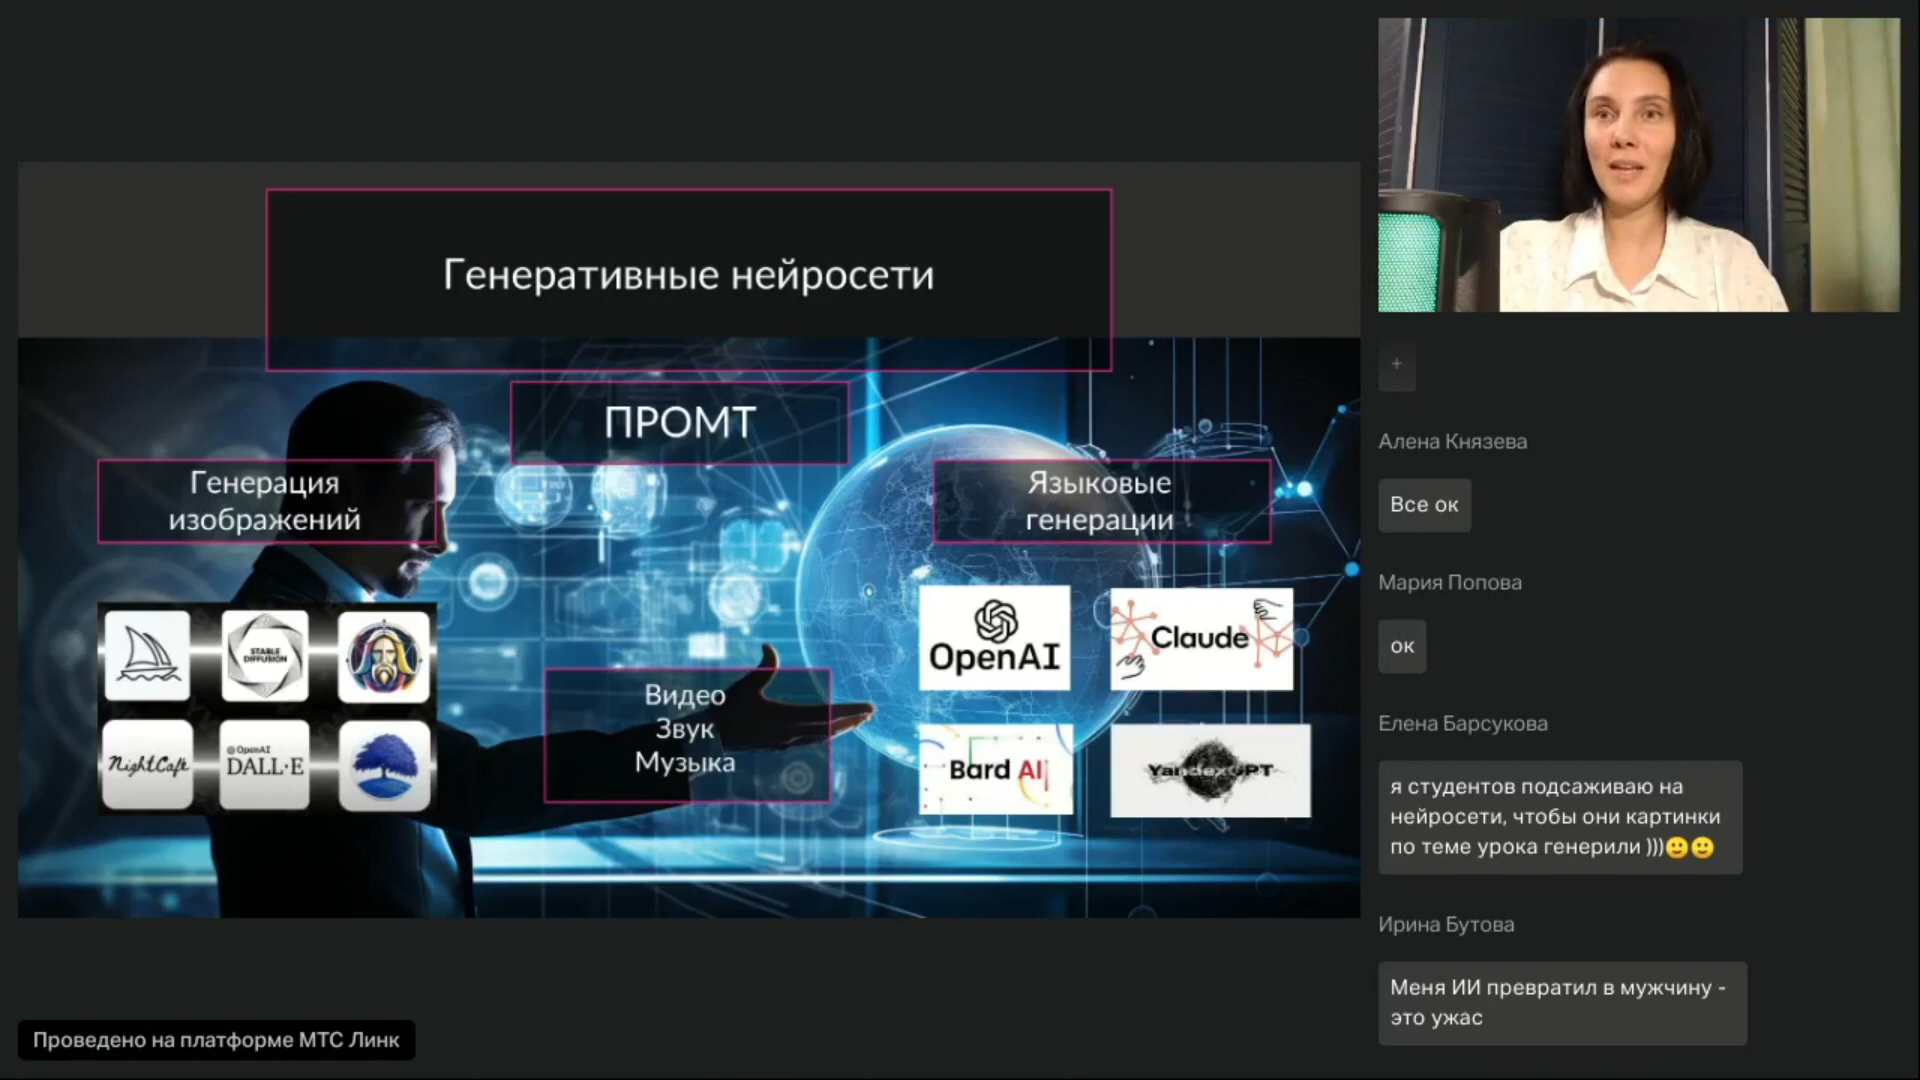 Генеративные нейросети
ПРОМТ
Генерация
изображений
STABLE
DIFFUSION
NightCafe
OpenAI
DALL·E
Видео
Звук
Музыка
Языковые
генерации
OpenAI
Claude
Bard AI
YandexGPT
Проведено на платформе МТС Линк
+
Алена Князева
Все ок
Мария Попова
ок
Елена Барсукова
я студентов подсаживаю на
нейросети, чтобы они картинки
по теме урока генерили )))🙂🙂
Ирина Бутова
Меня ИИ превратил в мужчину -
это ужас